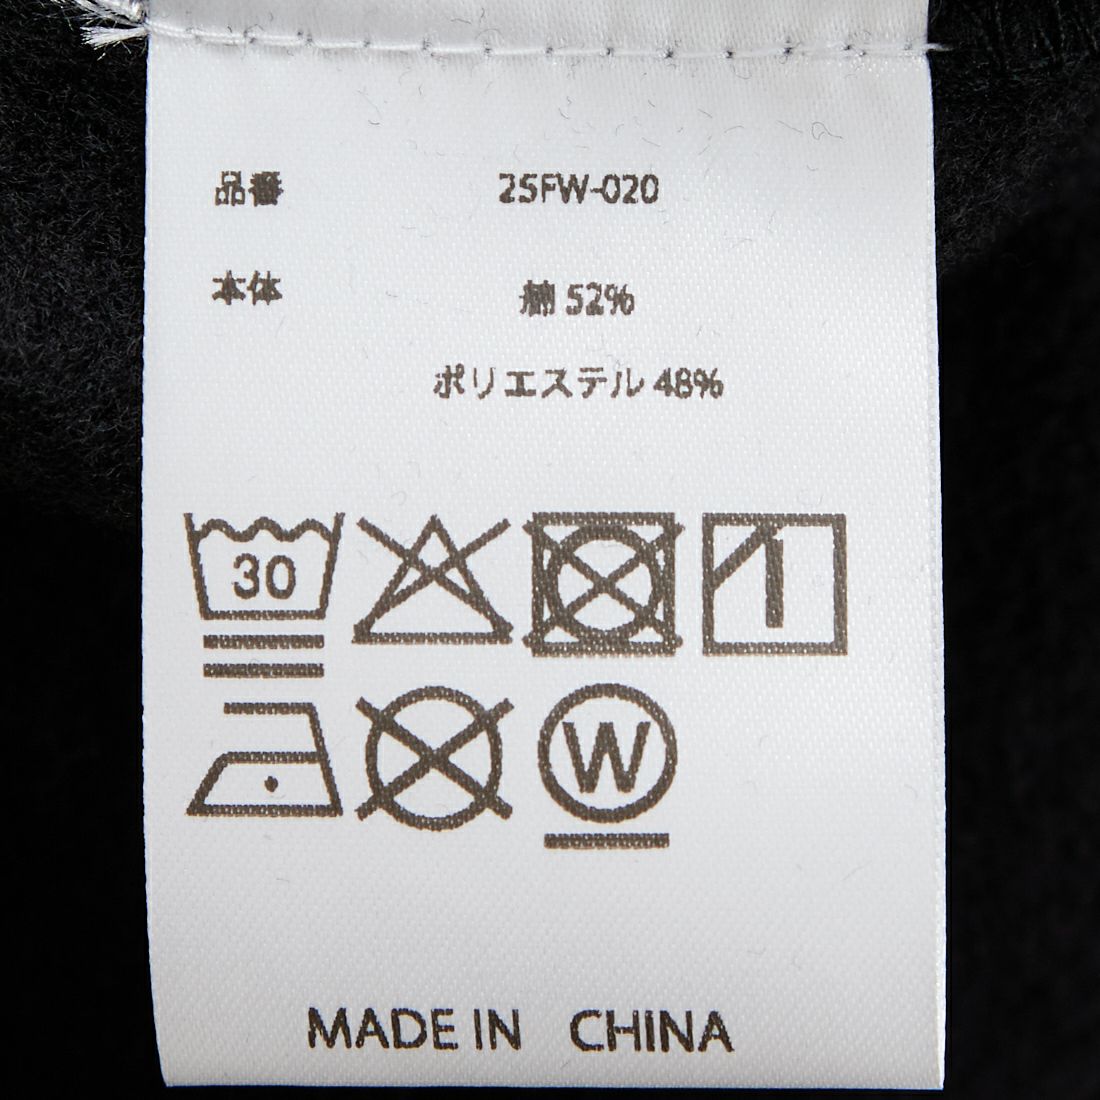 品番 25FW-020
本体 綿 52%
ポリエステル 48%
30
W
MADE IN CHINA